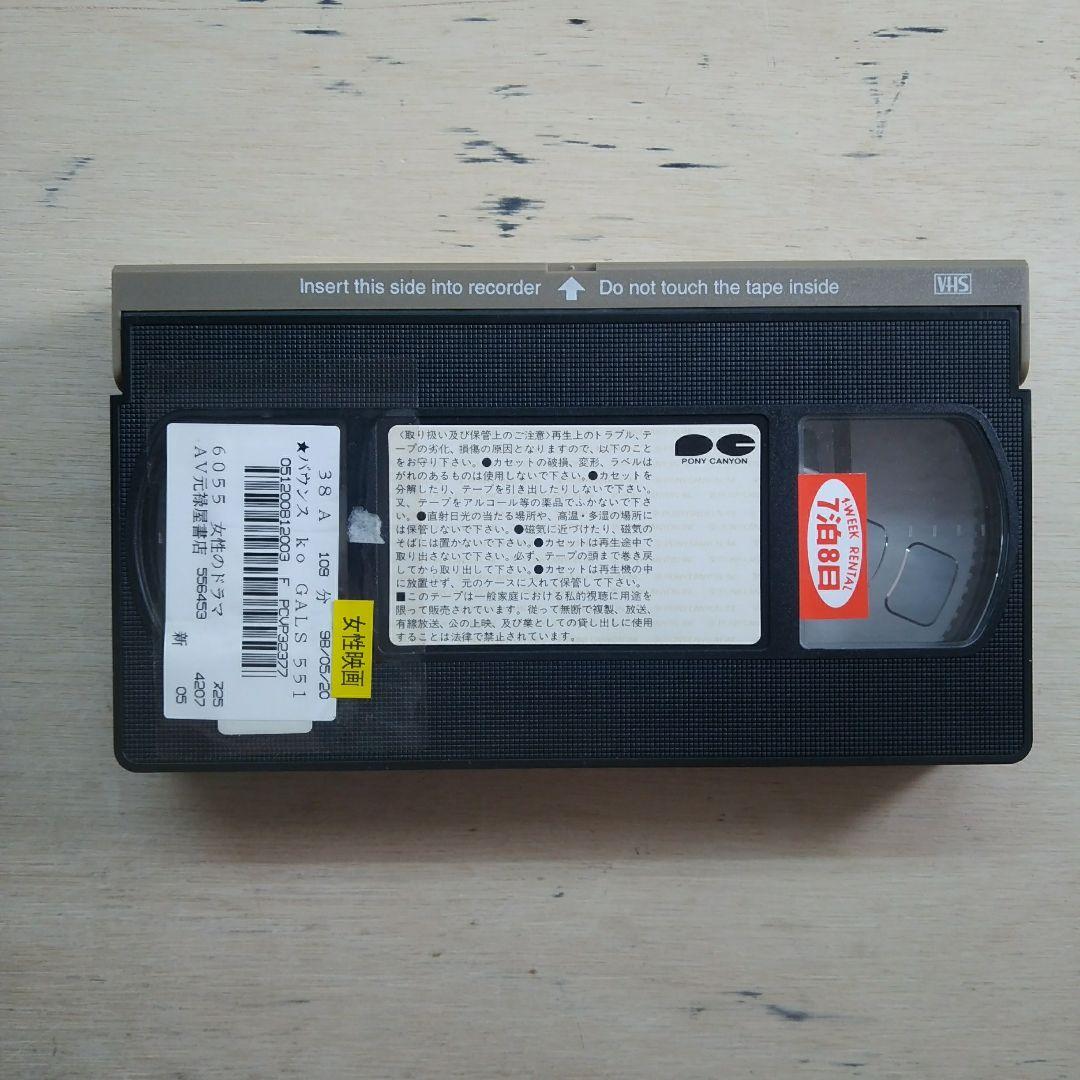 Insert this side into recorder
Do not touch the tape inside
VHS
38A 109分 98/05/20
★バウンス ko GALS 551
051200812003 F PCVP32377
6055 女性のドラマ ｱ25
AV元禄屋書店 556453 4207
新 05
女性映画
〈取り扱い及び保管上のご注意〉再生上のトラブル、テ
ープの劣化、損傷の原因となりますので、以下のこと
をお守り下さい。●カセットの破損、変形、ラベルは
がれのあるものは使用しないで下さい。●カセットを
分解したり、テープを引き出したりしないで下さい。
又、テープをアルコール等の薬品でふかないで下さ
い。●直射日光の当たる場所や、高温・多湿の場所に
は保管しないで下さい。●磁気に近づけたり、磁気の
そばには置かないで下さい。●カセットは再生途中で
取り出さないで下さい。必ず、テープの頭まで巻き戻
してから取り出して下さい。●カセットは再生機の中
に放置せず、元のケースに入れて保管して下さい。
■このテープは一般家庭における私的視聴に用途を
限って販売されています。従って無断で複製、放送、
有線放送、公の上映、及び業としての貸し出しに使用
することは法律で禁止されています。
PONY CANYON
1-WEEK RENTAL
7泊8日